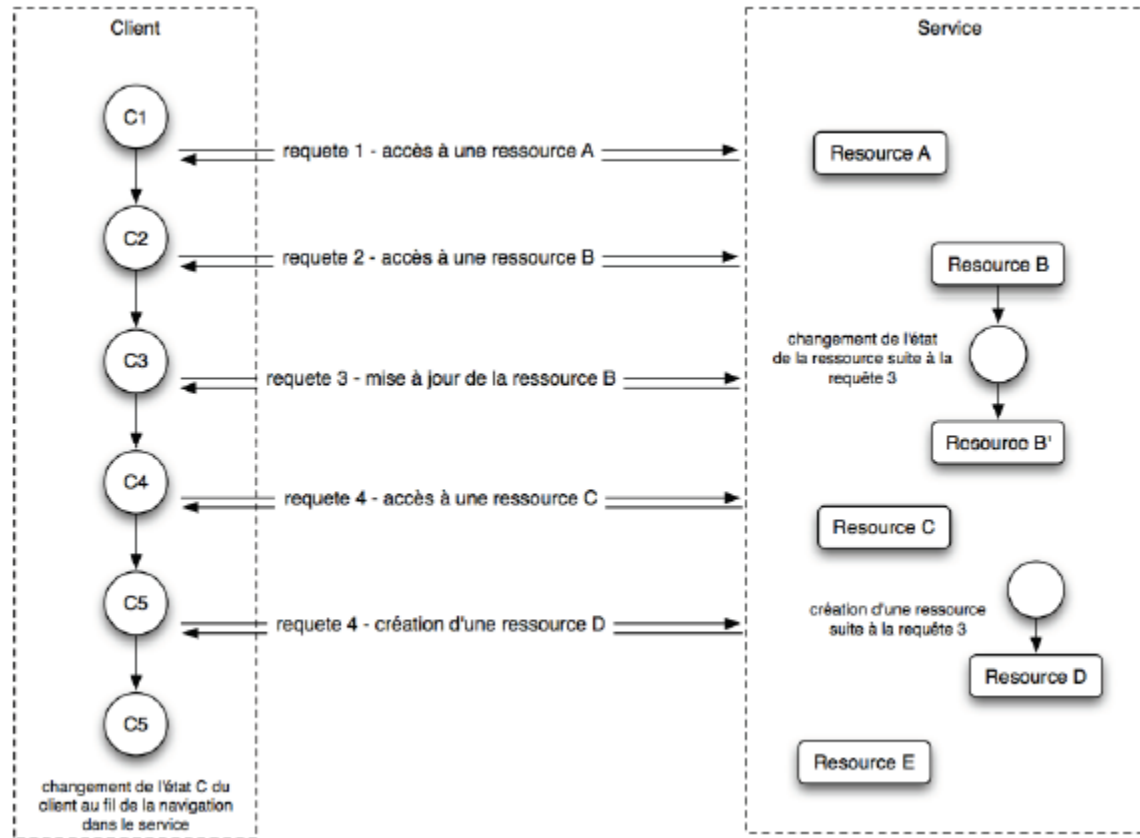 Client
Service
C1
requete 1 - accès à une ressource A
Resource A
C2
requete 2 - accès à une ressource B
Resource B
changement de l'état
de la ressource suite à la
requête 3
C3
requete 3 - mise à jour de la ressource B
Resource B'
C4
requete 4 - accès à une ressource C
Resource C
C5
requete 4 - création d'une ressource D
création d'une ressource
suite à la requête 3
Resource D
C5
Resource E
changement de l'état C du
client au fil de la navigation
dans le service